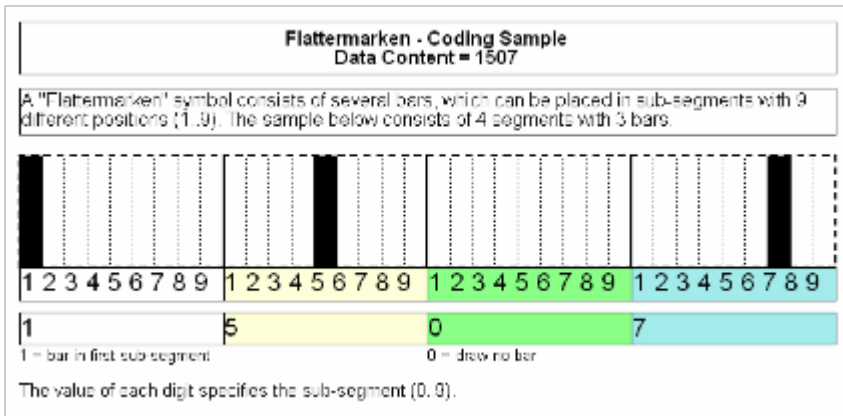 Flattermarken - Coding Sample
Data Content = 1507
A "Flattermarken" symbol consists of several bars, which can be placed in sub-segments with 9
different positions (1..9). The sample below consists of 4 segments with 3 bars.
1 2 3 4 5 6 7 8 9 1 2 3 4 5 6 7 8 9 1 2 3 4 5 6 7 8 9 1 2 3 4 5 6 7 8 9
1 5 0 7
1 = bar in first sub-segment 0 = draw no bar
The value of each digit specifies the sub-segment (0..9).